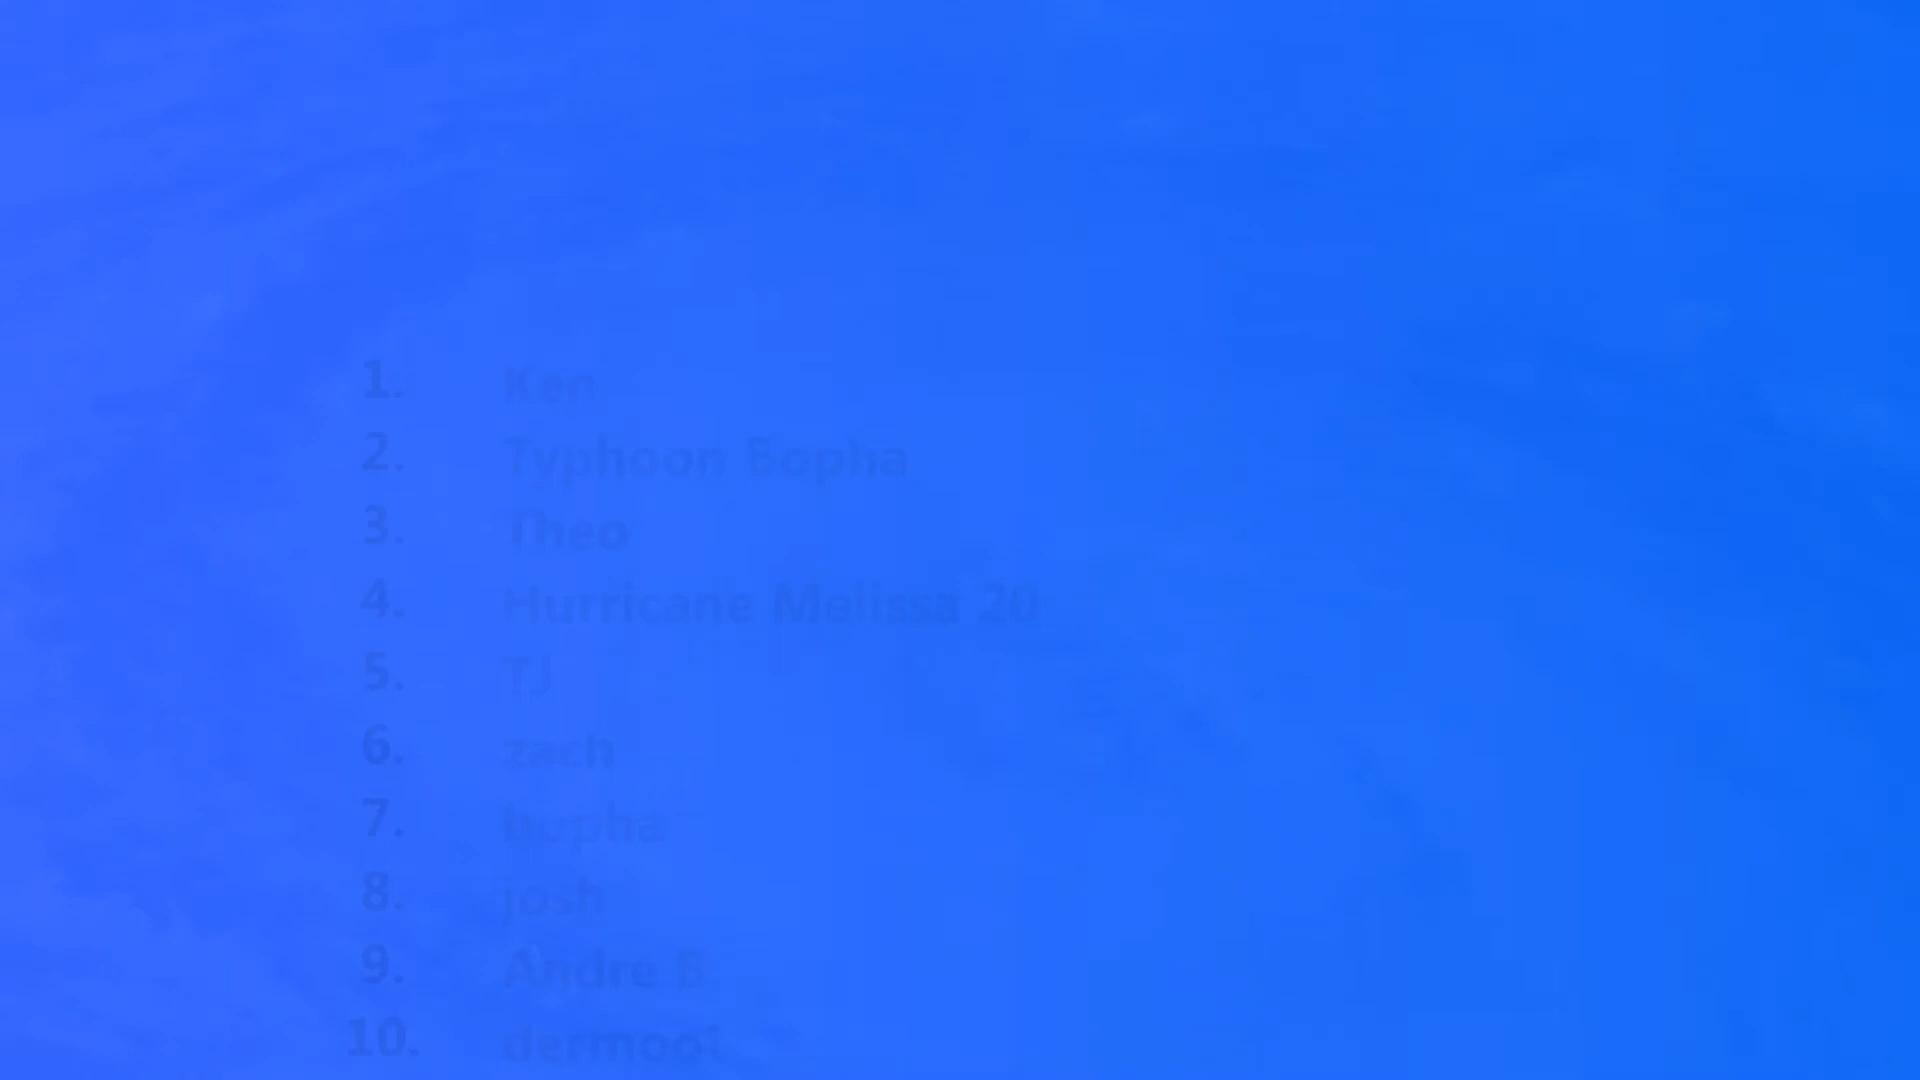 1. Ken
2. Typhoon Bopha
3. Theo
4. Hurricane Melissa 20
5. TJ
6. zach
7. bopha
8. josh
9. Andre B
10.